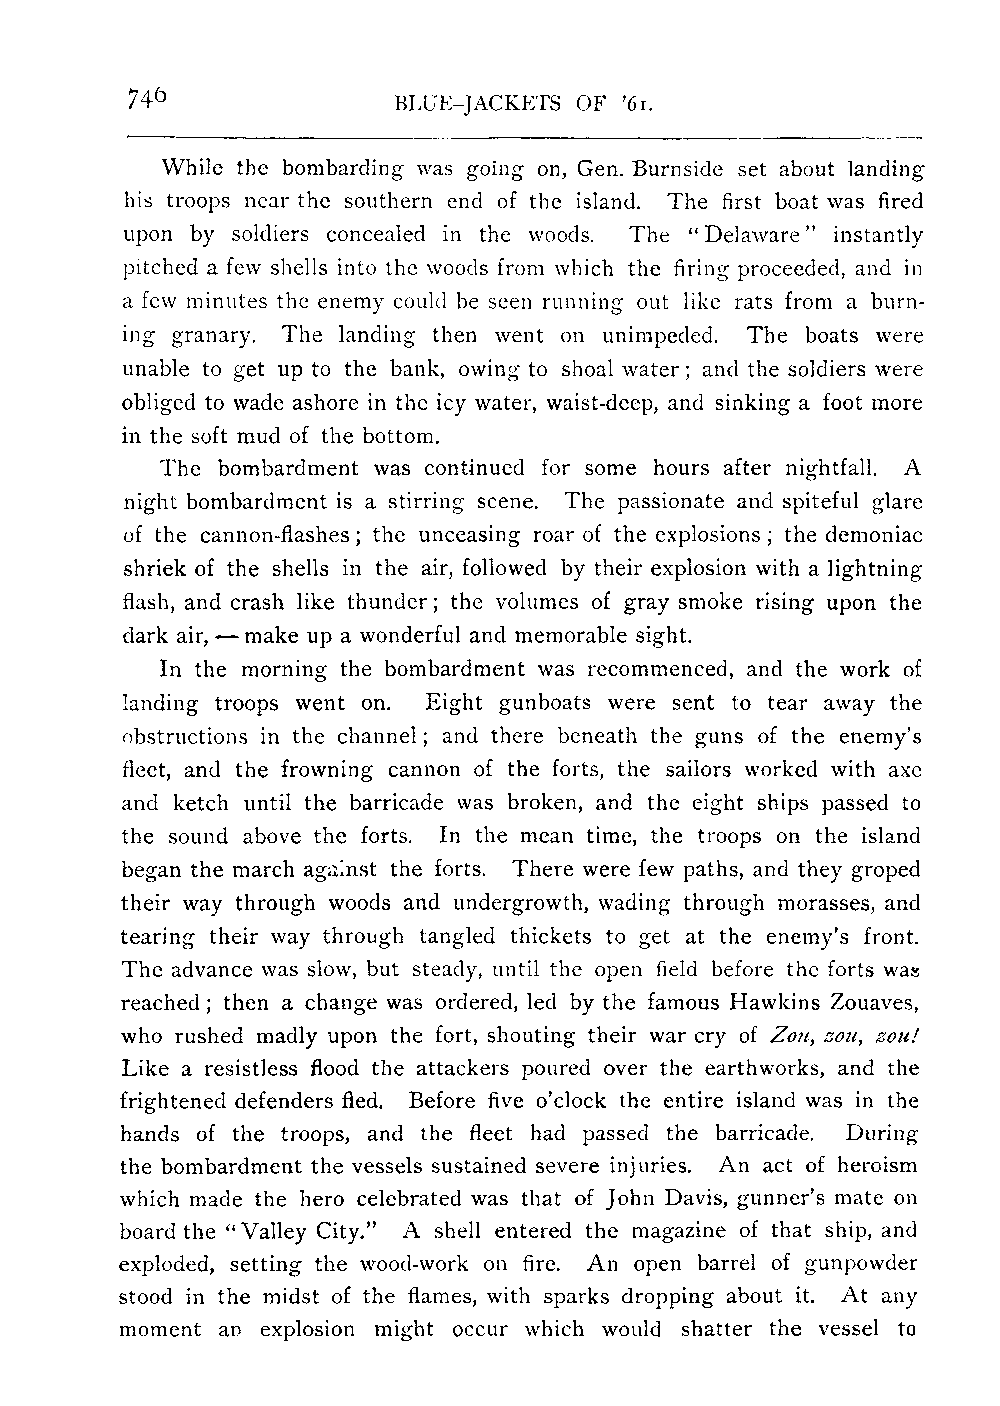 746 BLUE-JACKETS OF '61.
While the bombarding was going on, Gen. Burnside set about landing
his troops near the southern end of the island. The first boat was fired
upon by soldiers concealed in the woods. The "Delaware" instantly
pitched a few shells into the woods from which the firing proceeded, and in
a few minutes the enemy could be seen running out like rats from a burn-
ing granary. The landing then went on unimpeded. The boats were
unable to get up to the bank, owing to shoal water; and the soldiers were
obliged to wade ashore in the icy water, waist-deep, and sinking a foot more
in the soft mud of the bottom.
The bombardment was continued for some hours after nightfall. A
night bombardment is a stirring scene. The passionate and spiteful glare
of the cannon-flashes; the unceasing roar of the explosions; the demoniac
shriek of the shells in the air, followed by their explosion with a lightning
flash, and crash like thunder; the volumes of gray smoke rising upon the
dark air, — make up a wonderful and memorable sight.
In the morning the bombardment was recommenced, and the work of
landing troops went on. Eight gunboats were sent to tear away the
obstructions in the channel; and there beneath the guns of the enemy's
fleet, and the frowning cannon of the forts, the sailors worked with axe
and ketch until the barricade was broken, and the eight ships passed to
the sound above the forts. In the mean time, the troops on the island
began the march against the forts. There were few paths, and they groped
their way through woods and undergrowth, wading through morasses, and
tearing their way through tangled thickets to get at the enemy's front.
The advance was slow, but steady, until the open field before the forts was
reached; then a change was ordered, led by the famous Hawkins Zouaves,
who rushed madly upon the fort, shouting their war cry of Zou, zou, zou!
Like a resistless flood the attackers poured over the earthworks, and the
frightened defenders fled. Before five o'clock the entire island was in the
hands of the troops, and the fleet had passed the barricade. During
the bombardment the vessels sustained severe injuries. An act of heroism
which made the hero celebrated was that of John Davis, gunner's mate on
board the "Valley City." A shell entered the magazine of that ship, and
exploded, setting the wood-work on fire. An open barrel of gunpowder
stood in the midst of the flames, with sparks dropping about it. At any
moment an explosion might occur which would shatter the vessel to